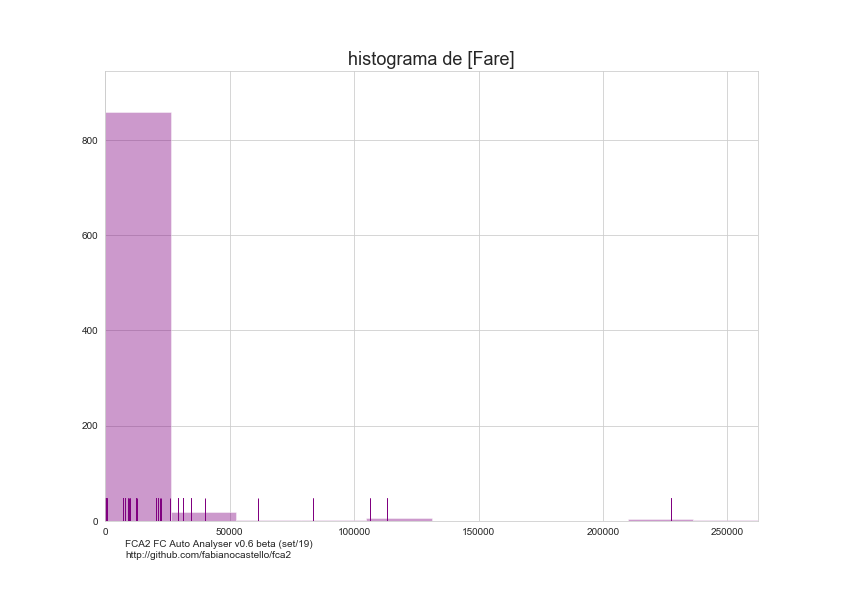 histograma de [Fare]
800
600
400
200
0
0 50000 100000 150000 200000 250000
FCA2 FC Auto Analyser v0.6 beta (set/19)
http://github.com/fabianocastello/fca2